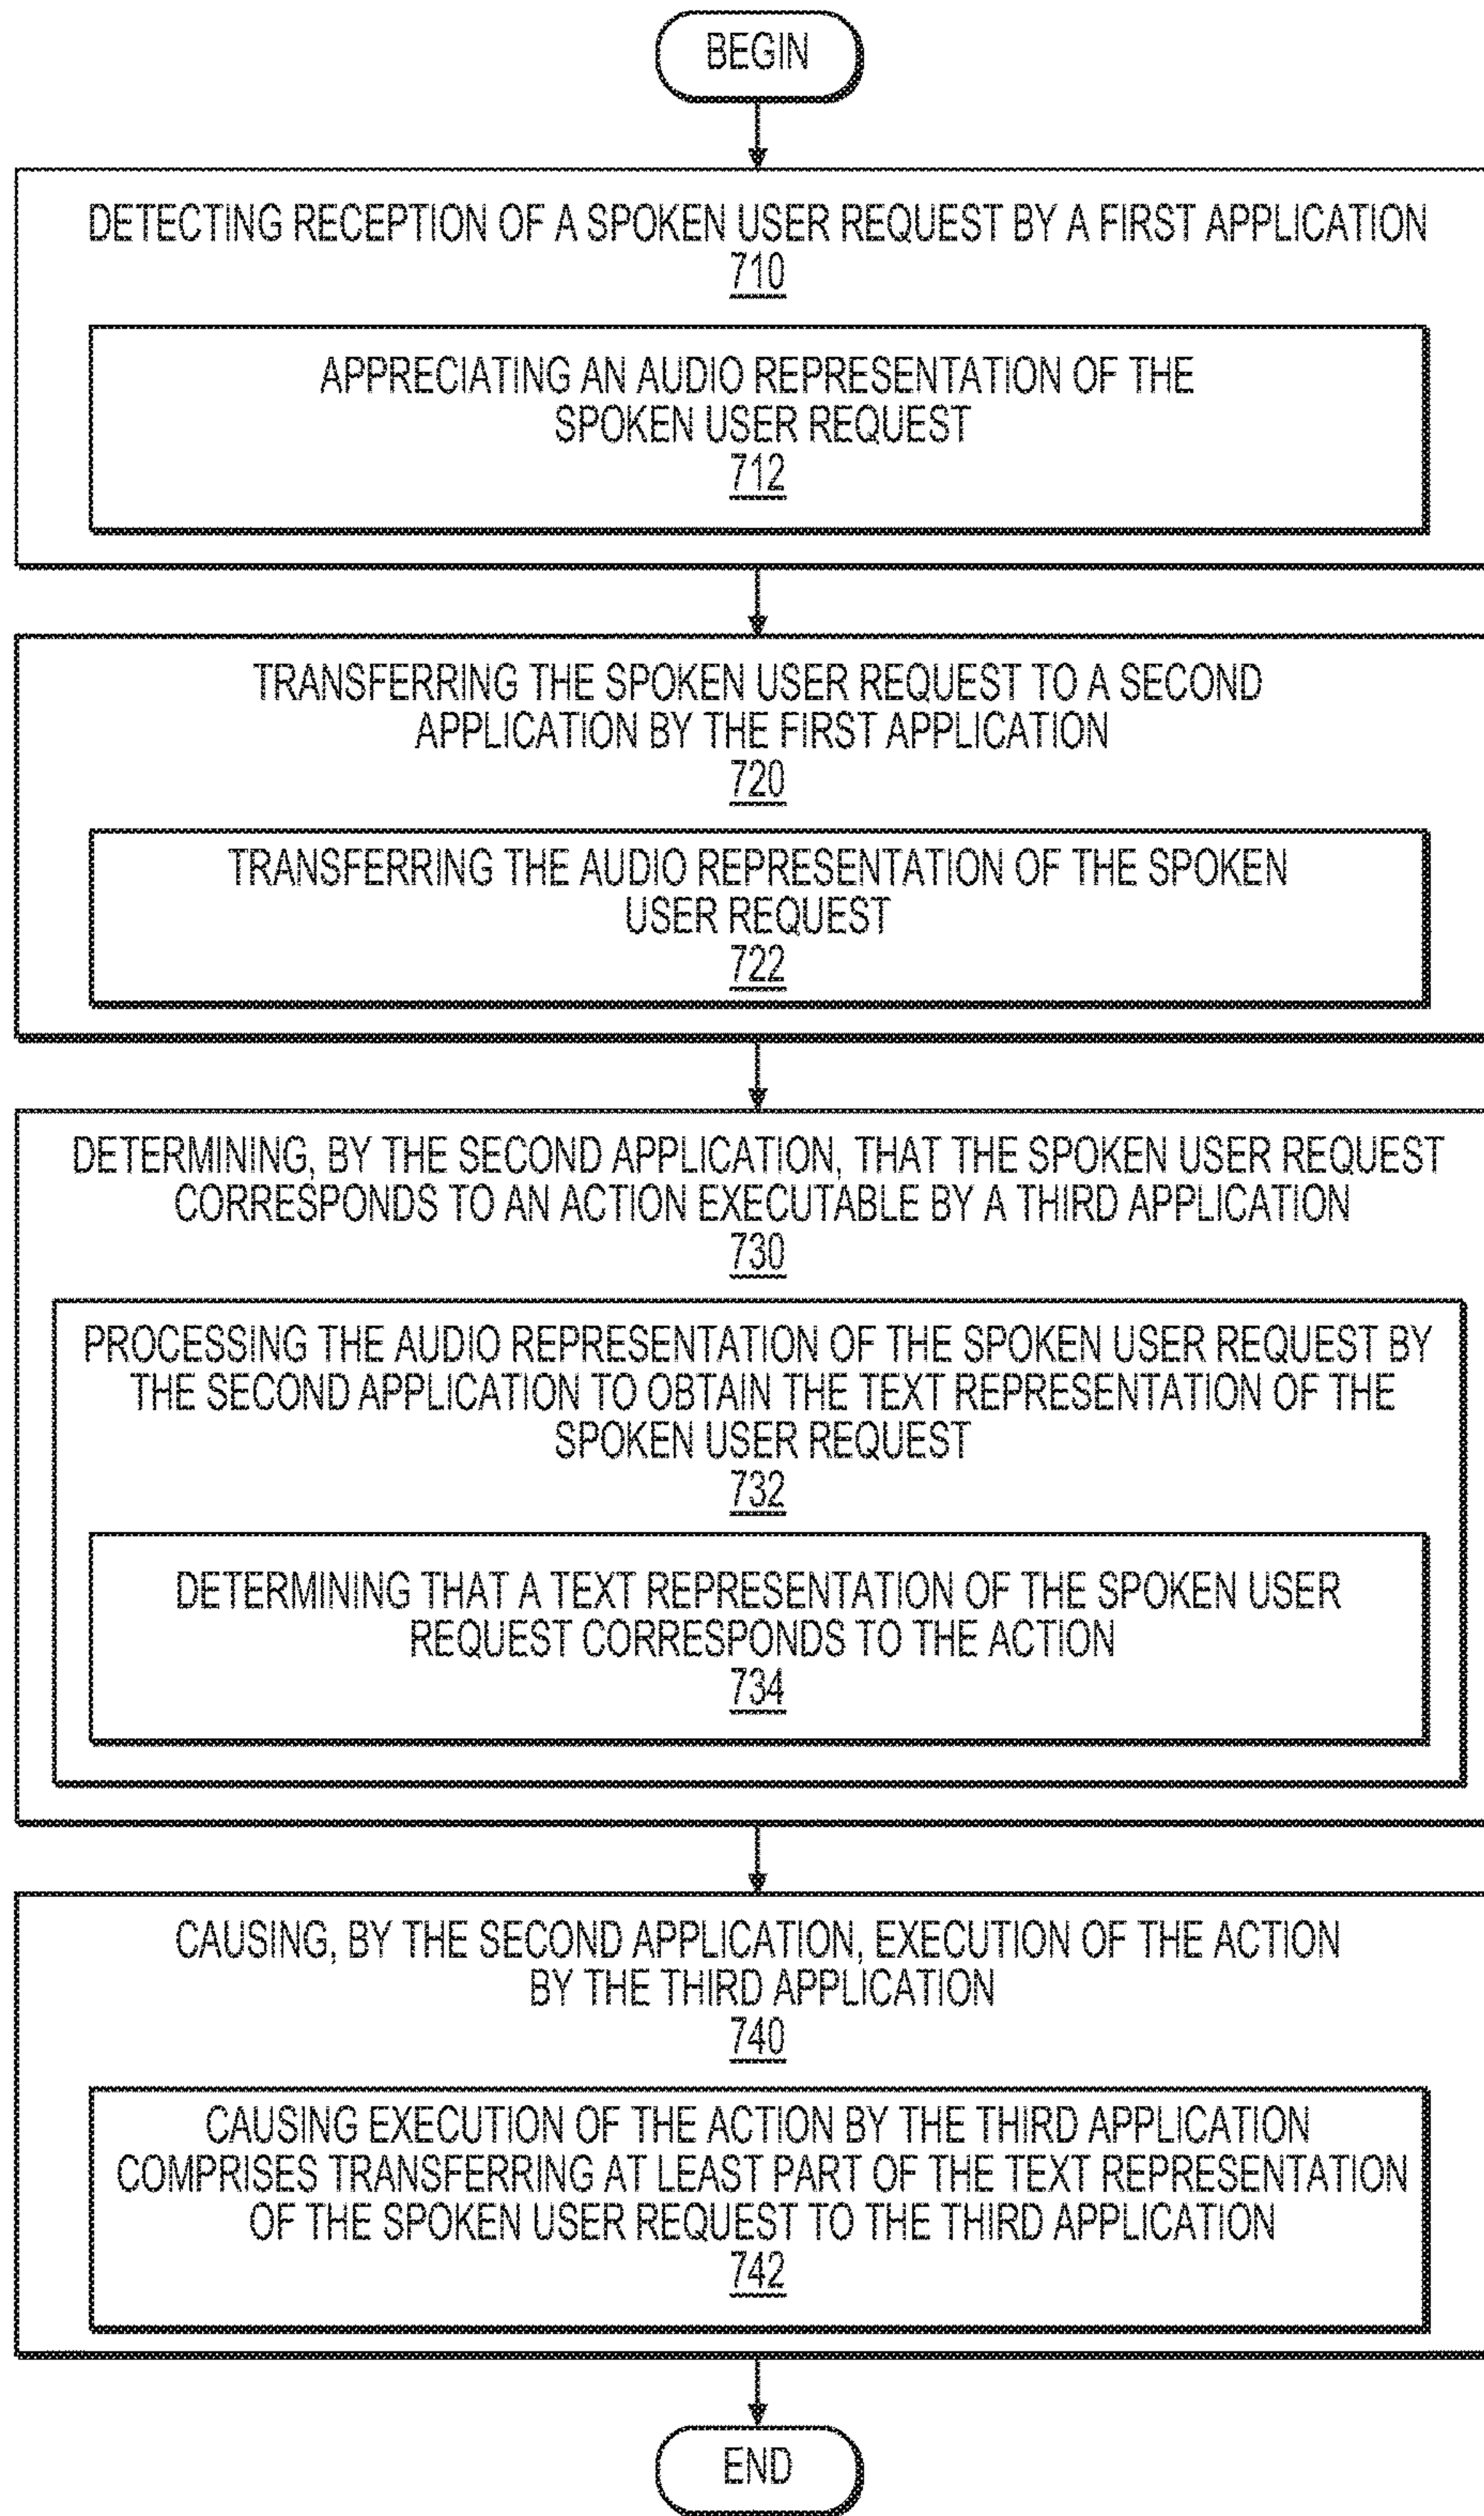 BEGIN
DETECTING RECEPTION OF A SPOKEN USER REQUEST BY A FIRST APPLICATION
710
APPRECIATING AN AUDIO REPRESENTATION OF THE
SPOKEN USER REQUEST
712
TRANSFERRING THE SPOKEN USER REQUEST TO A SECOND
APPLICATION BY THE FIRST APPLICATION
720
TRANSFERRING THE AUDIO REPRESENTATION OF THE SPOKEN
USER REQUEST
722
DETERMINING, BY THE SECOND APPLICATION, THAT THE SPOKEN USER REQUEST
CORRESPONDS TO AN ACTION EXECUTABLE BY A THIRD APPLICATION
730
PROCESSING THE AUDIO REPRESENTATION OF THE SPOKEN USER REQUEST BY
THE SECOND APPLICATION TO OBTAIN THE TEXT REPRESENTATION OF THE
SPOKEN USER REQUEST
732
DETERMINING THAT A TEXT REPRESENTATION OF THE SPOKEN USER
REQUEST CORRESPONDS TO THE ACTION
734
CAUSING, BY THE SECOND APPLICATION, EXECUTION OF THE ACTION
BY THE THIRD APPLICATION
740
CAUSING EXECUTION OF THE ACTION BY THE THIRD APPLICATION
COMPRISES TRANSFERRING AT LEAST PART OF THE TEXT REPRESENTATION
OF THE SPOKEN USER REQUEST TO THE THIRD APPLICATION
742
END